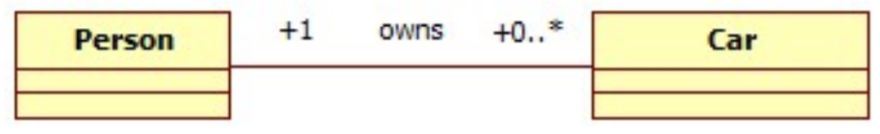 Person +1 owns +0..* Car